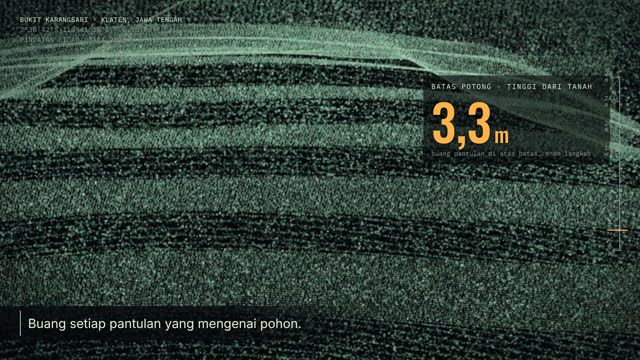 BUKIT KARANGSARI · KLATEN, JAWA TENGAH
BATAS POTONG · TINGGI DARI TANAH
3,3 m
buang pantulan di atas batas, enam langkah
Buang setiap pantulan yang mengenai pohon.